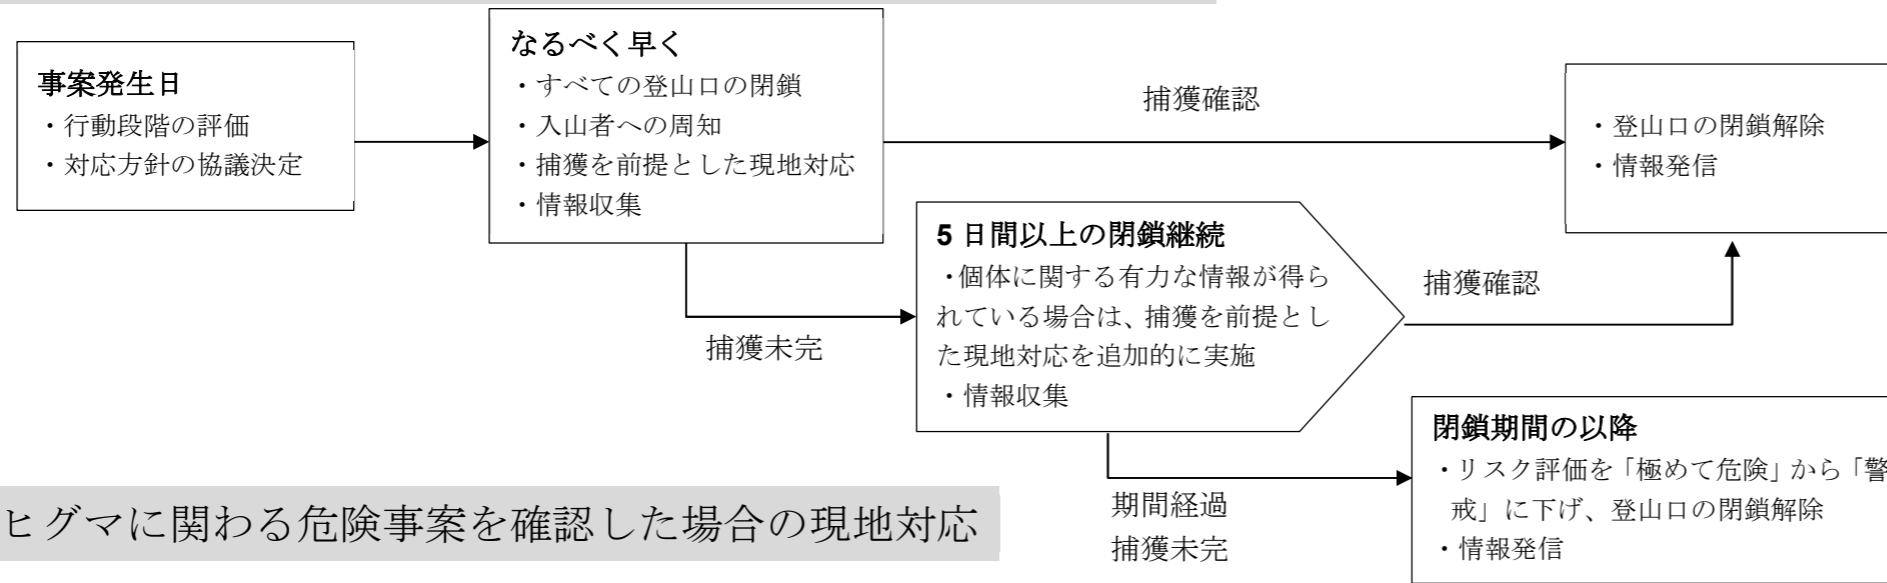 事案発生日
・行動段階の評価
・対応方針の協議決定
なるべく早く
・すべての登山口の閉鎖
・入山者への周知
・捕獲を前提とした現地対応
・情報収集
捕獲確認
・登山口の閉鎖解除
・情報発信
捕獲未完
5 日間以上の閉鎖継続
・個体に関する有力な情報が得ら
れている場合は、捕獲を前提とし
た現地対応を追加的に実施
・情報収集
捕獲確認
期間経過
捕獲未完
閉鎖期間の以降
・リスク評価を「極めて危険」から「警
戒」に下げ、登山口の閉鎖解除
・情報発信
ヒグマに関わる危険事案を確認した場合の現地対応